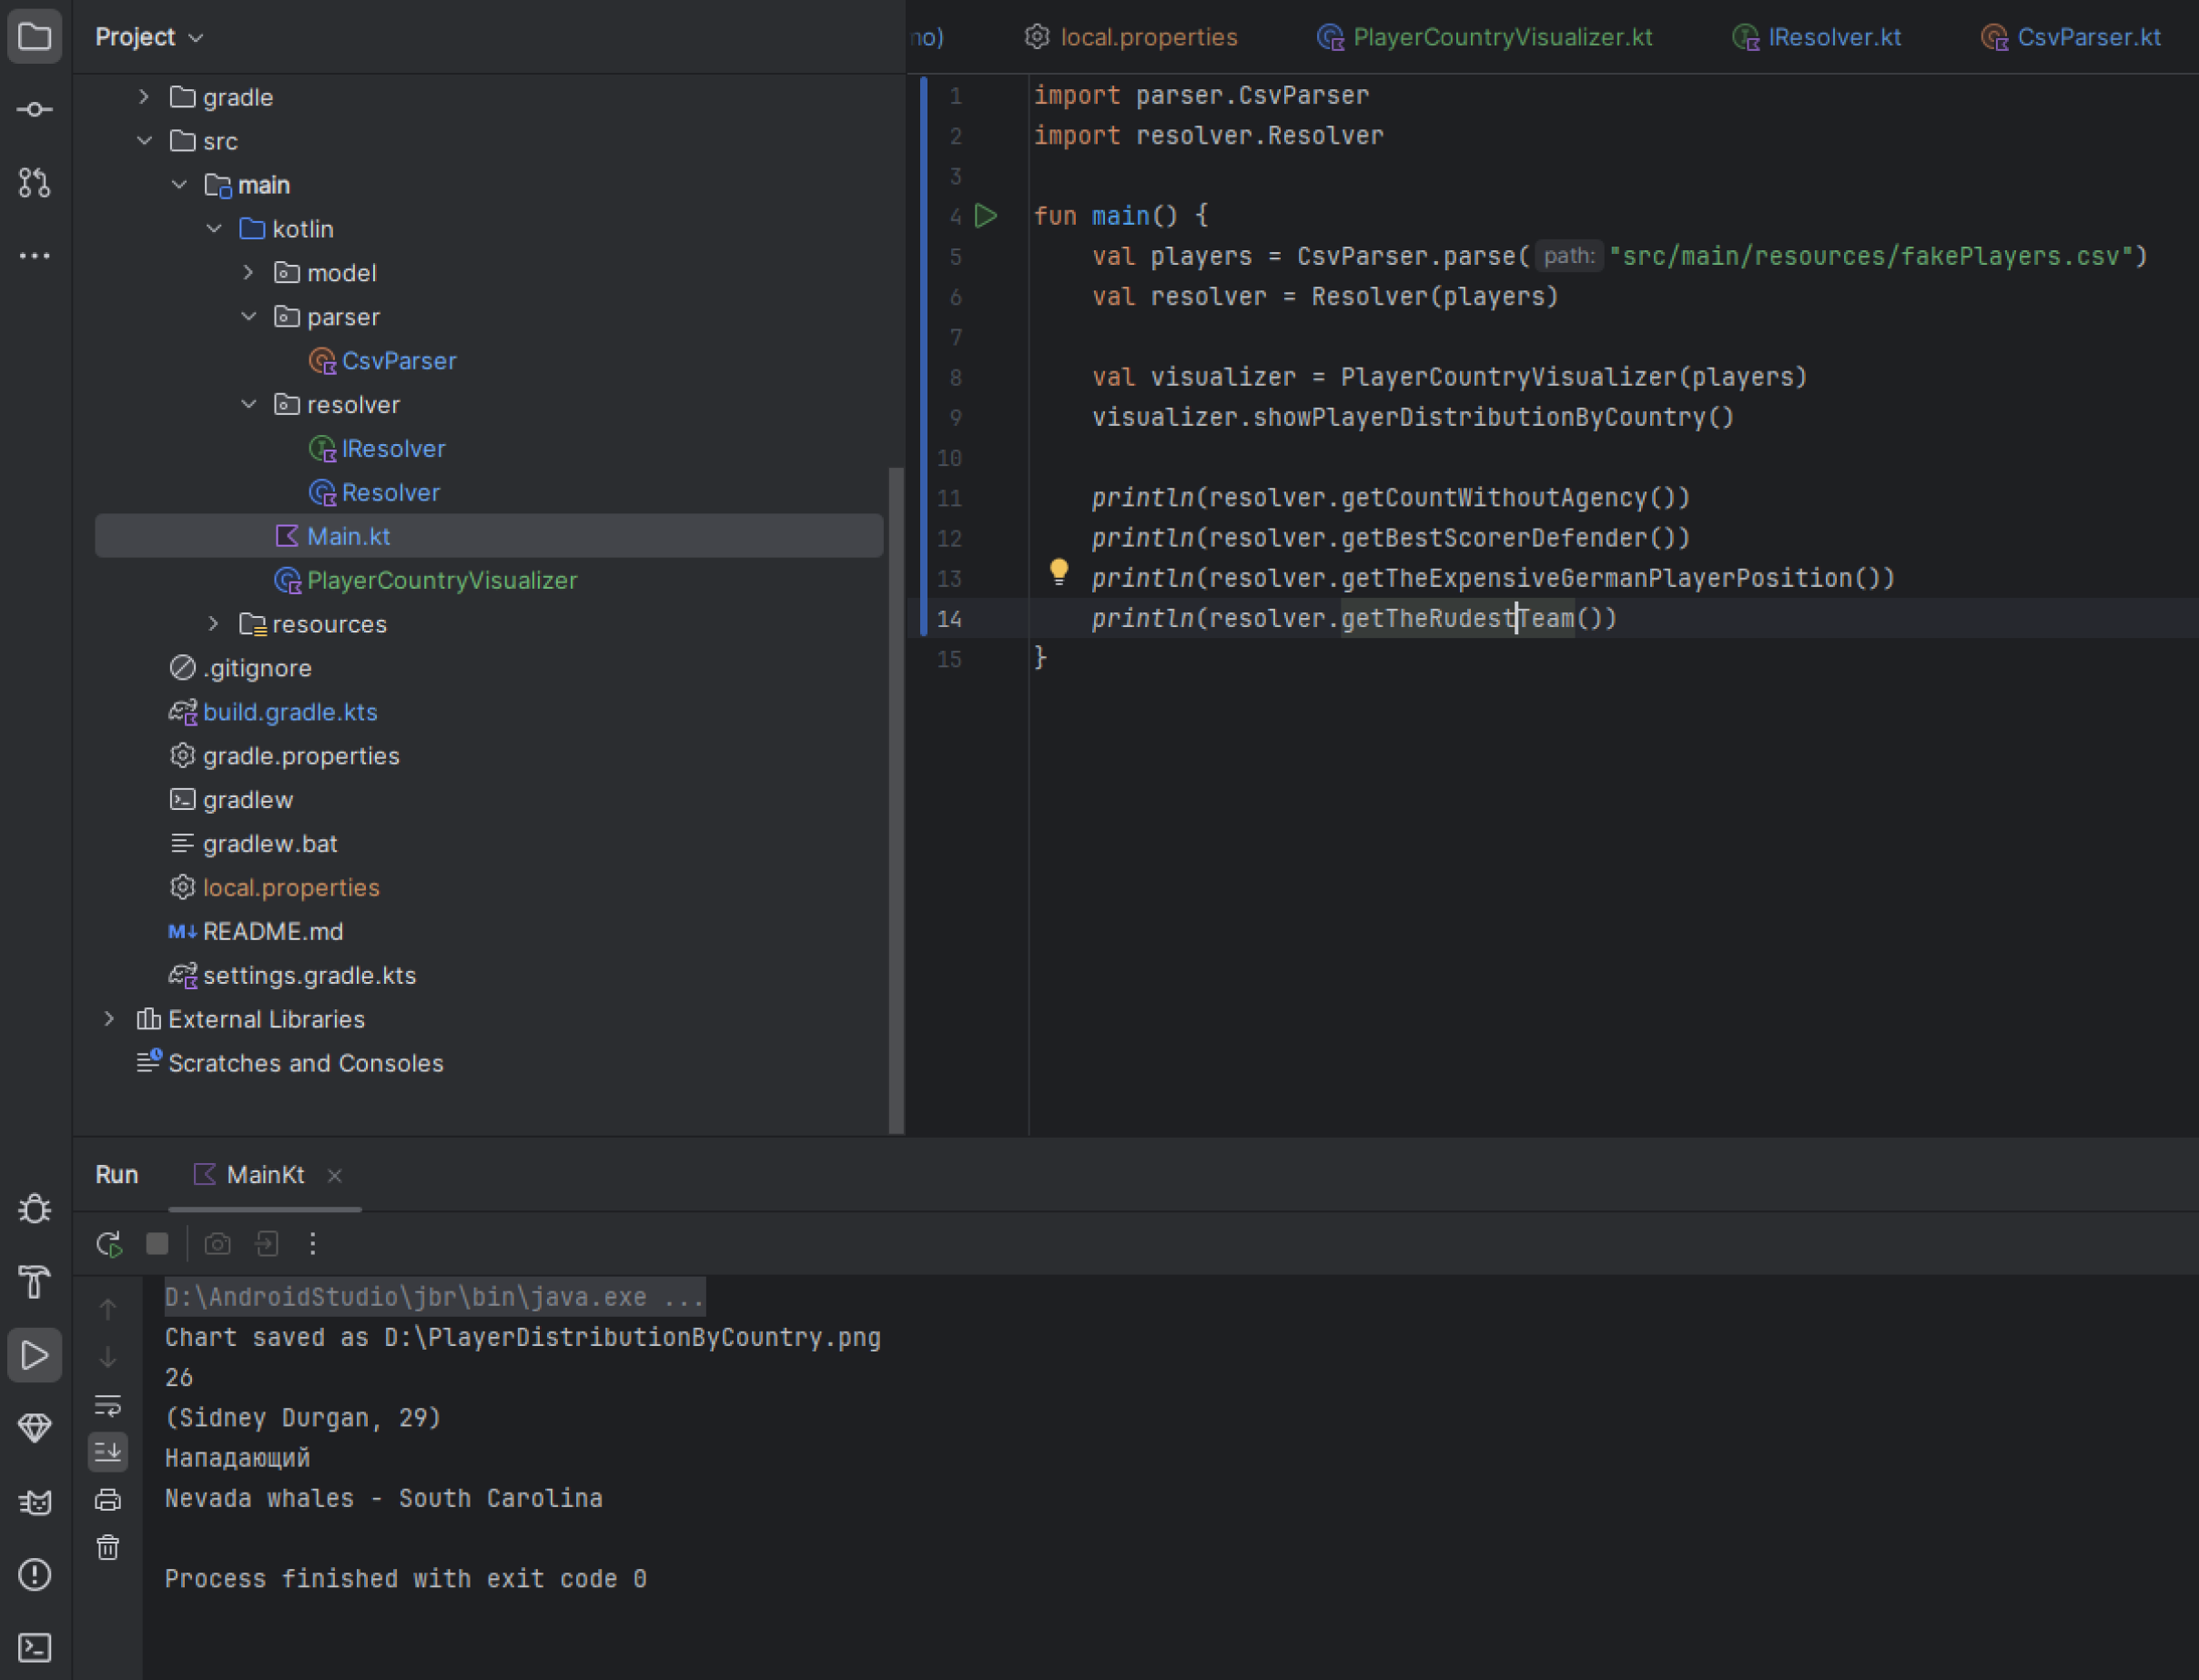 Project
no)
local.properties
PlayerCountryVisualizer.kt
IResolver.kt
CsvParser.kt
gradle
src
main
kotlin
model
parser
CsvParser
resolver
IResolver
Resolver
Main.kt
PlayerCountryVisualizer
resources
.gitignore
build.gradle.kts
gradle.properties
gradlew
gradlew.bat
local.properties
M↓ README.md
settings.gradle.kts
External Libraries
Scratches and Consoles
1 import parser.CsvParser
2 import resolver.Resolver
3
4 fun main() {
5 val players = CsvParser.parse( path: "src/main/resources/fakePlayers.csv")
6 val resolver = Resolver(players)
7
8 val visualizer = PlayerCountryVisualizer(players)
9 visualizer.showPlayerDistributionByCountry()
10
11 println(resolver.getCountWithoutAgency())
12 println(resolver.getBestScorerDefender())
13 println(resolver.getTheExpensiveGermanPlayerPosition())
14 println(resolver.getTheRudestTeam())
15 }
Run
MainKt
D:\AndroidStudio\jbr\bin\java.exe ...
Chart saved as D:\PlayerDistributionByCountry.png
26
(Sidney Durgan, 29)
Нападающий
Nevada whales - South Carolina
Process finished with exit code 0